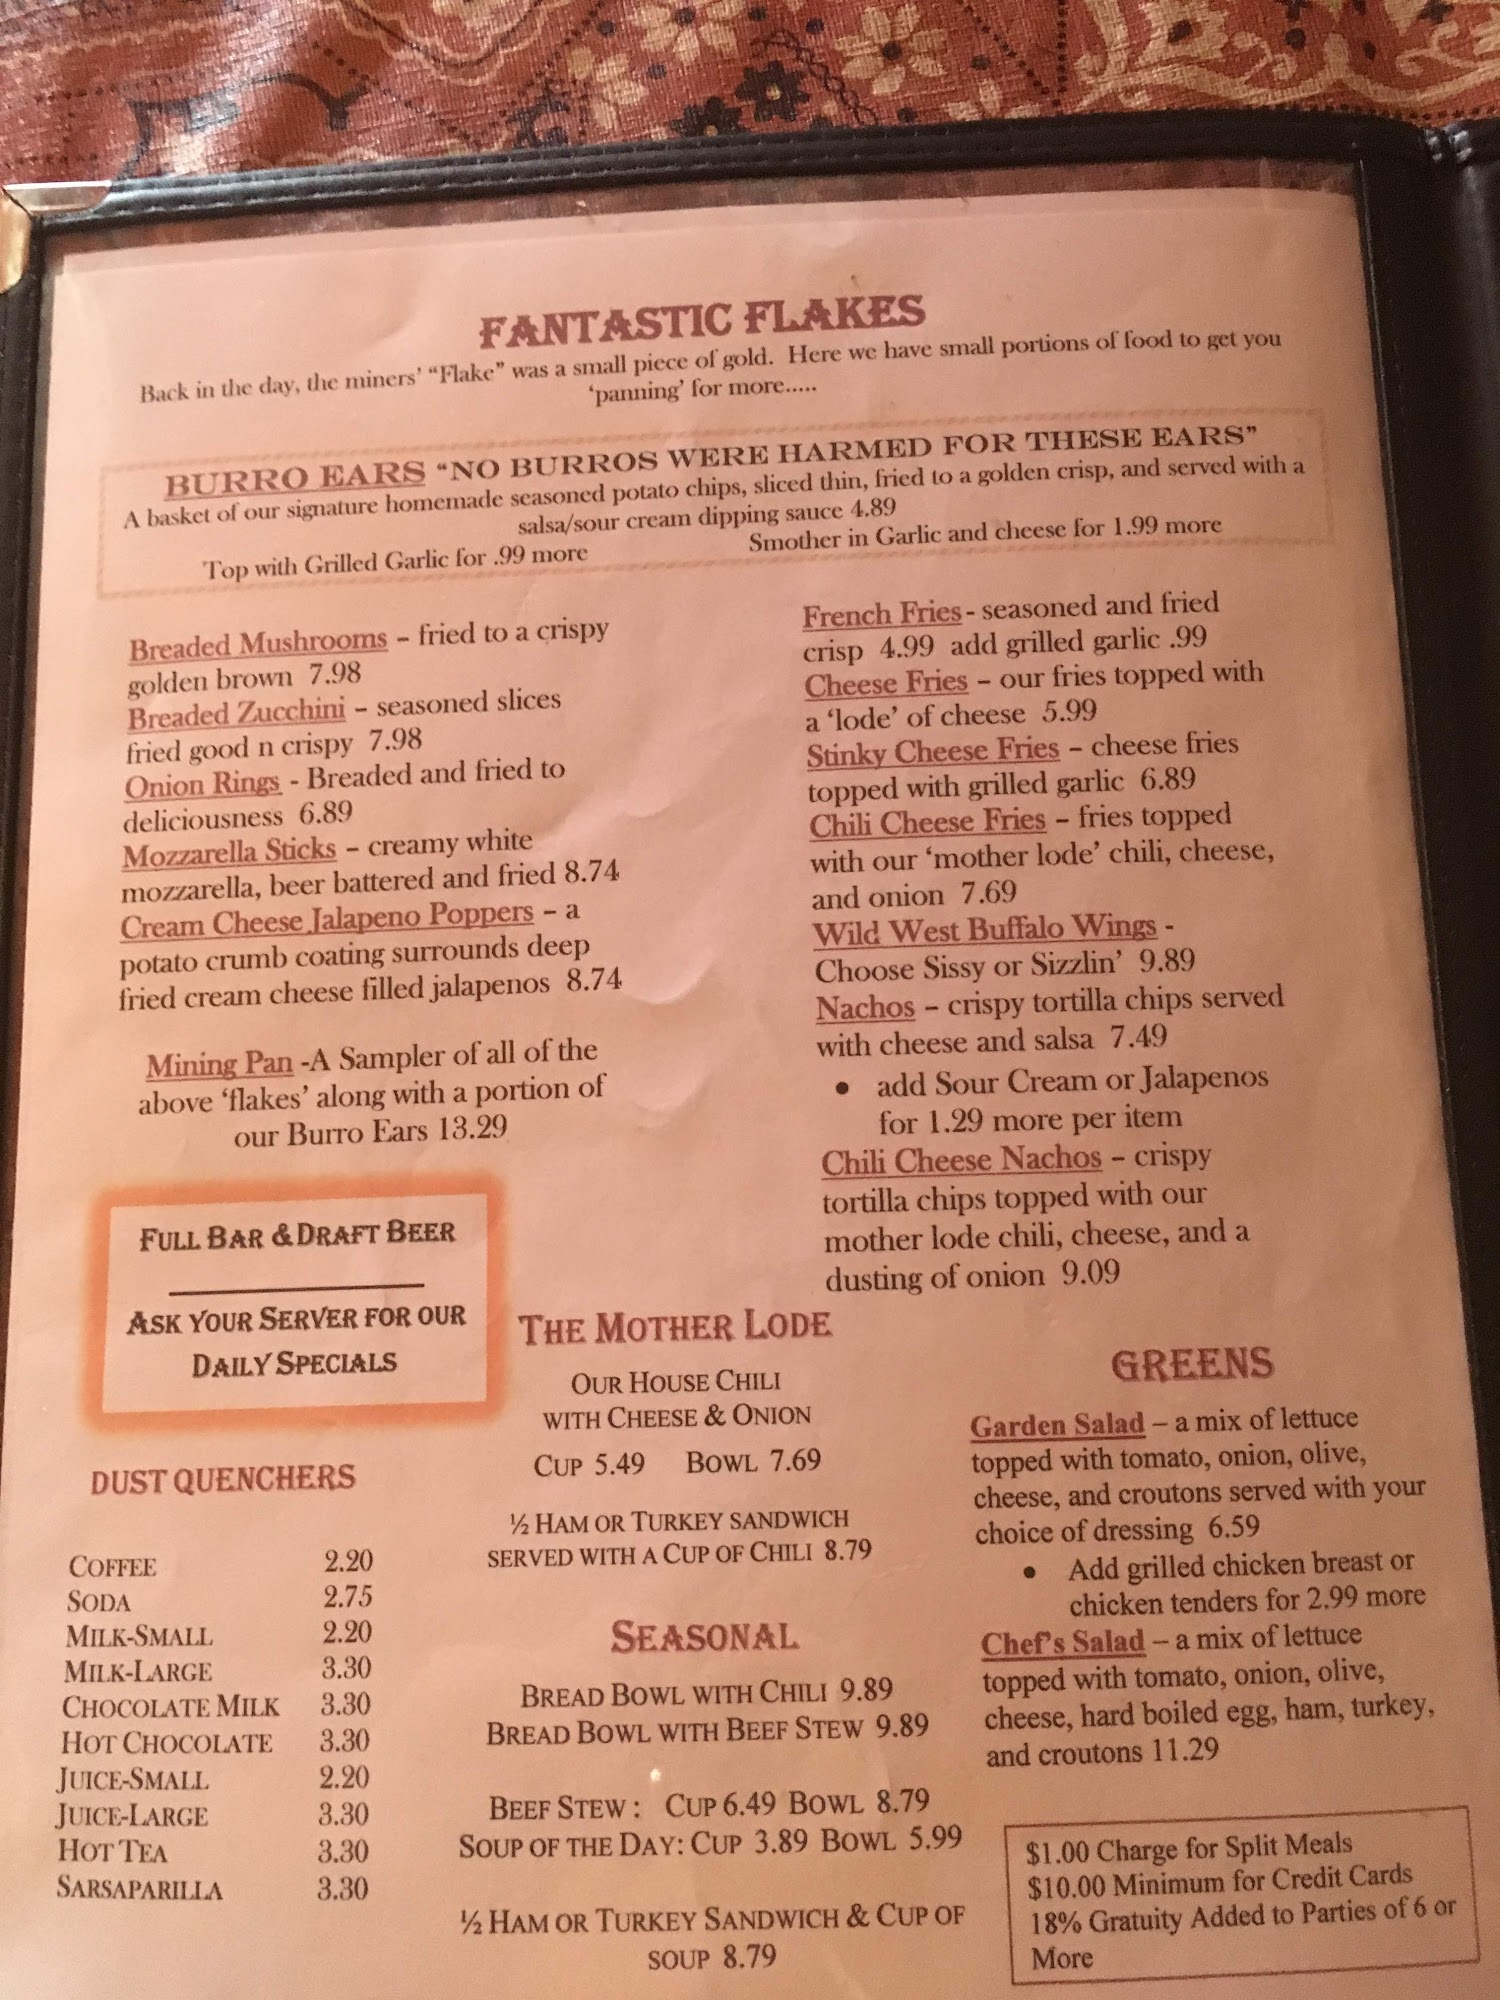 FANTASTIC FLAKES
Back in the day, the miners' "Flake" was a small piece of gold. Here we have small portions of food to get you
'panning' for more.....
BURRO EARS "NO BURROS WERE HARMED FOR THESE EARS"
A basket of our signature homemade seasoned potato chips, sliced thin, fried to a golden crisp, and served with a
salsa/sour cream dipping sauce 4.89
Top with Grilled Garlic for .99 more Smother in Garlic and cheese for 1.99 more
Breaded Mushrooms – fried to a crispy
golden brown 7.98
Breaded Zucchini – seasoned slices
fried good n crispy 7.98
Onion Rings - Breaded and fried to
deliciousness 6.89
Mozzarella Sticks – creamy white
mozzarella, beer battered and fried 8.74
Cream Cheese Jalapeno Poppers – a
potato crumb coating surrounds deep
fried cream cheese filled jalapenos 8.74
Mining Pan -A Sampler of all of the
above 'flakes' along with a portion of
our Burro Ears 13.29
French Fries - seasoned and fried
crisp 4.99 add grilled garlic .99
Cheese Fries – our fries topped with
a 'lode' of cheese 5.99
Stinky Cheese Fries – cheese fries
topped with grilled garlic 6.89
Chili Cheese Fries – fries topped
with our 'mother lode' chili, cheese,
and onion 7.69
Wild West Buffalo Wings -
Choose Sissy or Sizzlin' 9.89
Nachos – crispy tortilla chips served
with cheese and salsa 7.49
• add Sour Cream or Jalapenos
for 1.29 more per item
Chili Cheese Nachos – crispy
tortilla chips topped with our
mother lode chili, cheese, and a
dusting of onion 9.09
FULL BAR & DRAFT BEER
ASK YOUR SERVER FOR OUR
DAILY SPECIALS
DUST QUENCHERS
COFFEE 2.20
SODA 2.75
MILK-SMALL 2.20
MILK-LARGE 3.30
CHOCOLATE MILK 3.30
HOT CHOCOLATE 3.30
JUICE-SMALL 2.20
JUICE-LARGE 3.30
HOT TEA 3.30
SARSAPARILLA 3.30
THE MOTHER LODE
OUR HOUSE CHILI
WITH CHEESE & ONION
CUP 5.49 BOWL 7.69
½ HAM OR TURKEY SANDWICH
SERVED WITH A CUP OF CHILI 8.79
SEASONAL
BREAD BOWL WITH CHILI 9.89
BREAD BOWL WITH BEEF STEW 9.89
BEEF STEW : CUP 6.49 BOWL 8.79
SOUP OF THE DAY: CUP 3.89 BOWL 5.99
½ HAM OR TURKEY SANDWICH & CUP OF
SOUP 8.79
GREENS
Garden Salad – a mix of lettuce
topped with tomato, onion, olive,
cheese, and croutons served with your
choice of dressing 6.59
• Add grilled chicken breast or
chicken tenders for 2.99 more
Chef's Salad – a mix of lettuce
topped with tomato, onion, olive,
cheese, hard boiled egg, ham, turkey,
and croutons 11.29
$1.00 Charge for Split Meals
$10.00 Minimum for Credit Cards
18% Gratuity Added to Parties of 6 or
More